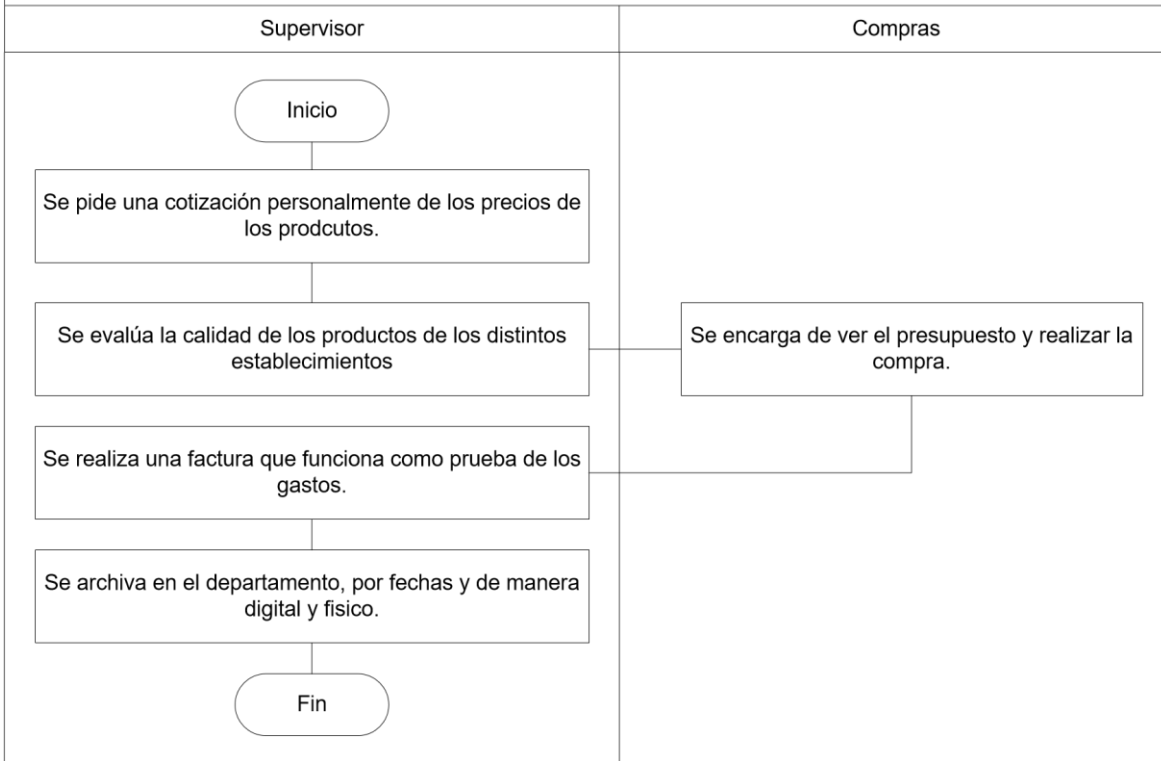 Supervisor
Compras
Inicio
Se pide una cotización personalmente de los precios de
los prodcutos.
Se evalúa la calidad de los productos de los distintos
establecimientos
Se encarga de ver el presupuesto y realizar la
compra.
Se realiza una factura que funciona como prueba de los
gastos.
Se archiva en el departamento, por fechas y de manera
digital y fisico.
Fin